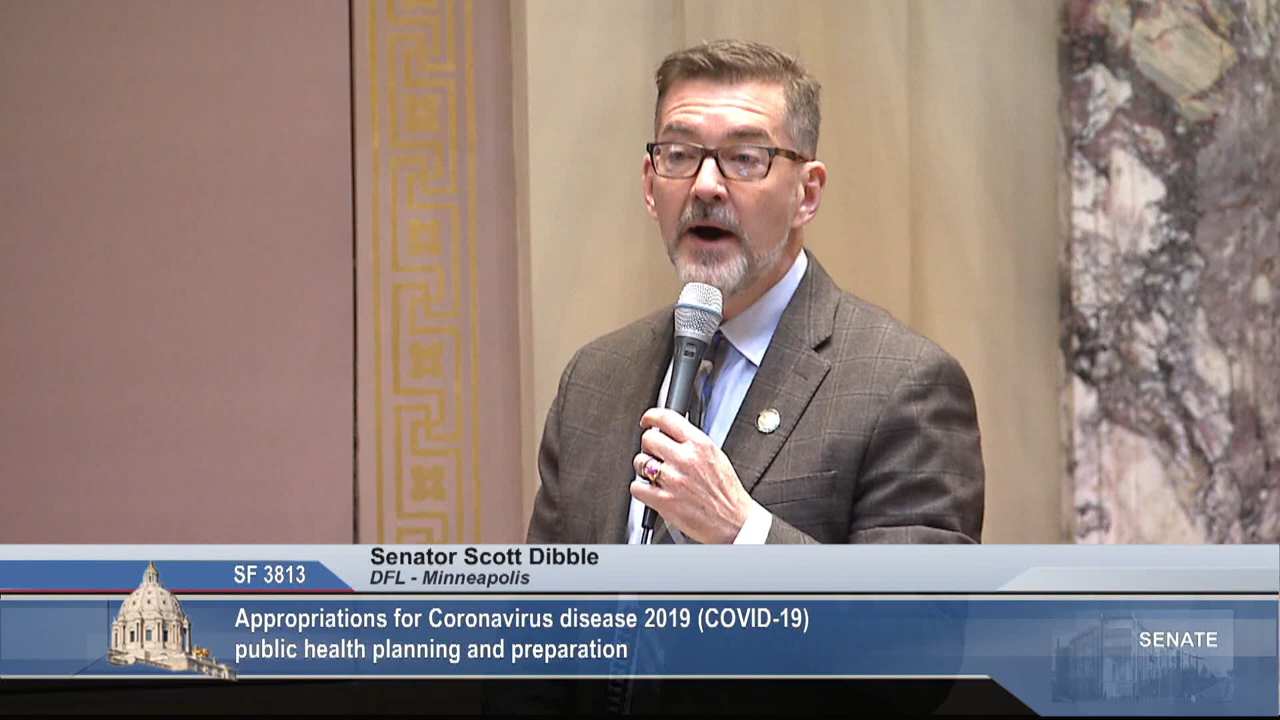 Senator Scott Dibble
SF 3813
DFL - Minneapolis
Appropriations for Coronavirus disease 2019 (COVID-19)
public health planning and preparation
SENATE